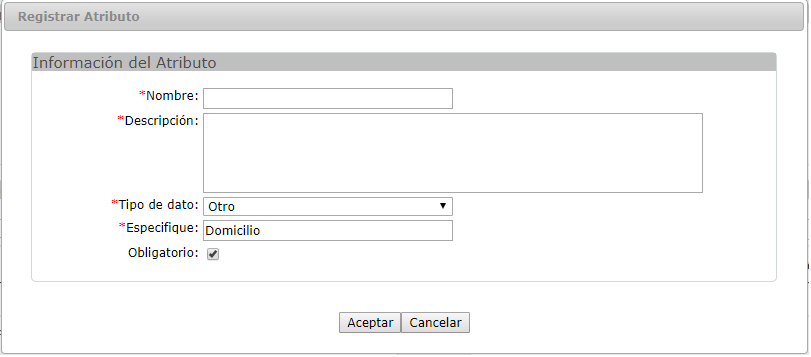 Registrar Atributo
Información del Atributo
*Nombre:
*Descripción:
*Tipo de dato: Otro
*Especifique: Domicilio
Obligatorio:
Aceptar Cancelar